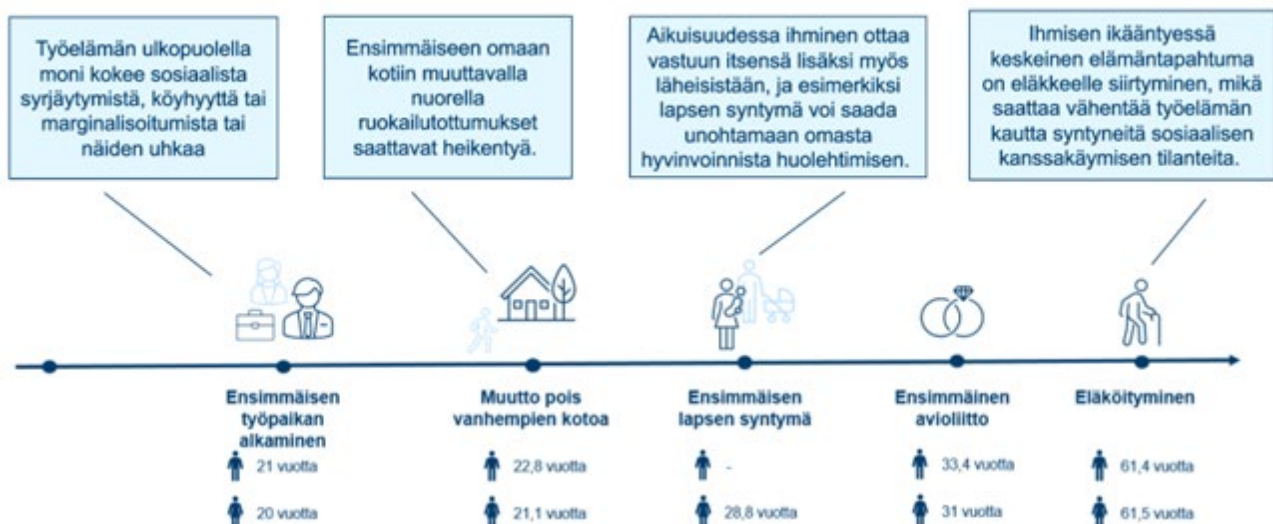 Työelämän ulkopuolella
moni kokee sosiaalista
syrjäytymistä, köyhyyttä tai
marginalisoitumista tai
näiden uhkaa
Ensimmäiseen omaan
kotiin muuttavalla
nuorella
ruokailutottumukset
saattavat heikentyä.
Aikuisuudessa ihminen ottaa
vastuun itsensä lisäksi myös
läheisistään, ja esimerkiksi
lapsen syntymä voi saada
unohtamaan omasta
hyvinvoinnista huolehtimisen.
Ihmisen ikääntyessä
keskeinen elämäntapahtuma
on eläkkeelle siirtyminen, mikä
saattaa vähentää työelämän
kautta syntyneitä sosiaalisen
kanssakäymisen tilanteita.
Ensimmäisen
työpaikan
alkaminen
21 vuotta
20 vuotta
Muutto pois
vanhempien kotoa
22,8 vuotta
21,1 vuotta
Ensimmäisen
lapsen syntymä
-
28,8 vuotta
Ensimmäinen
avioliitto
33,4 vuotta
31 vuotta
Eläköityminen
61,4 vuotta
61,5 vuotta